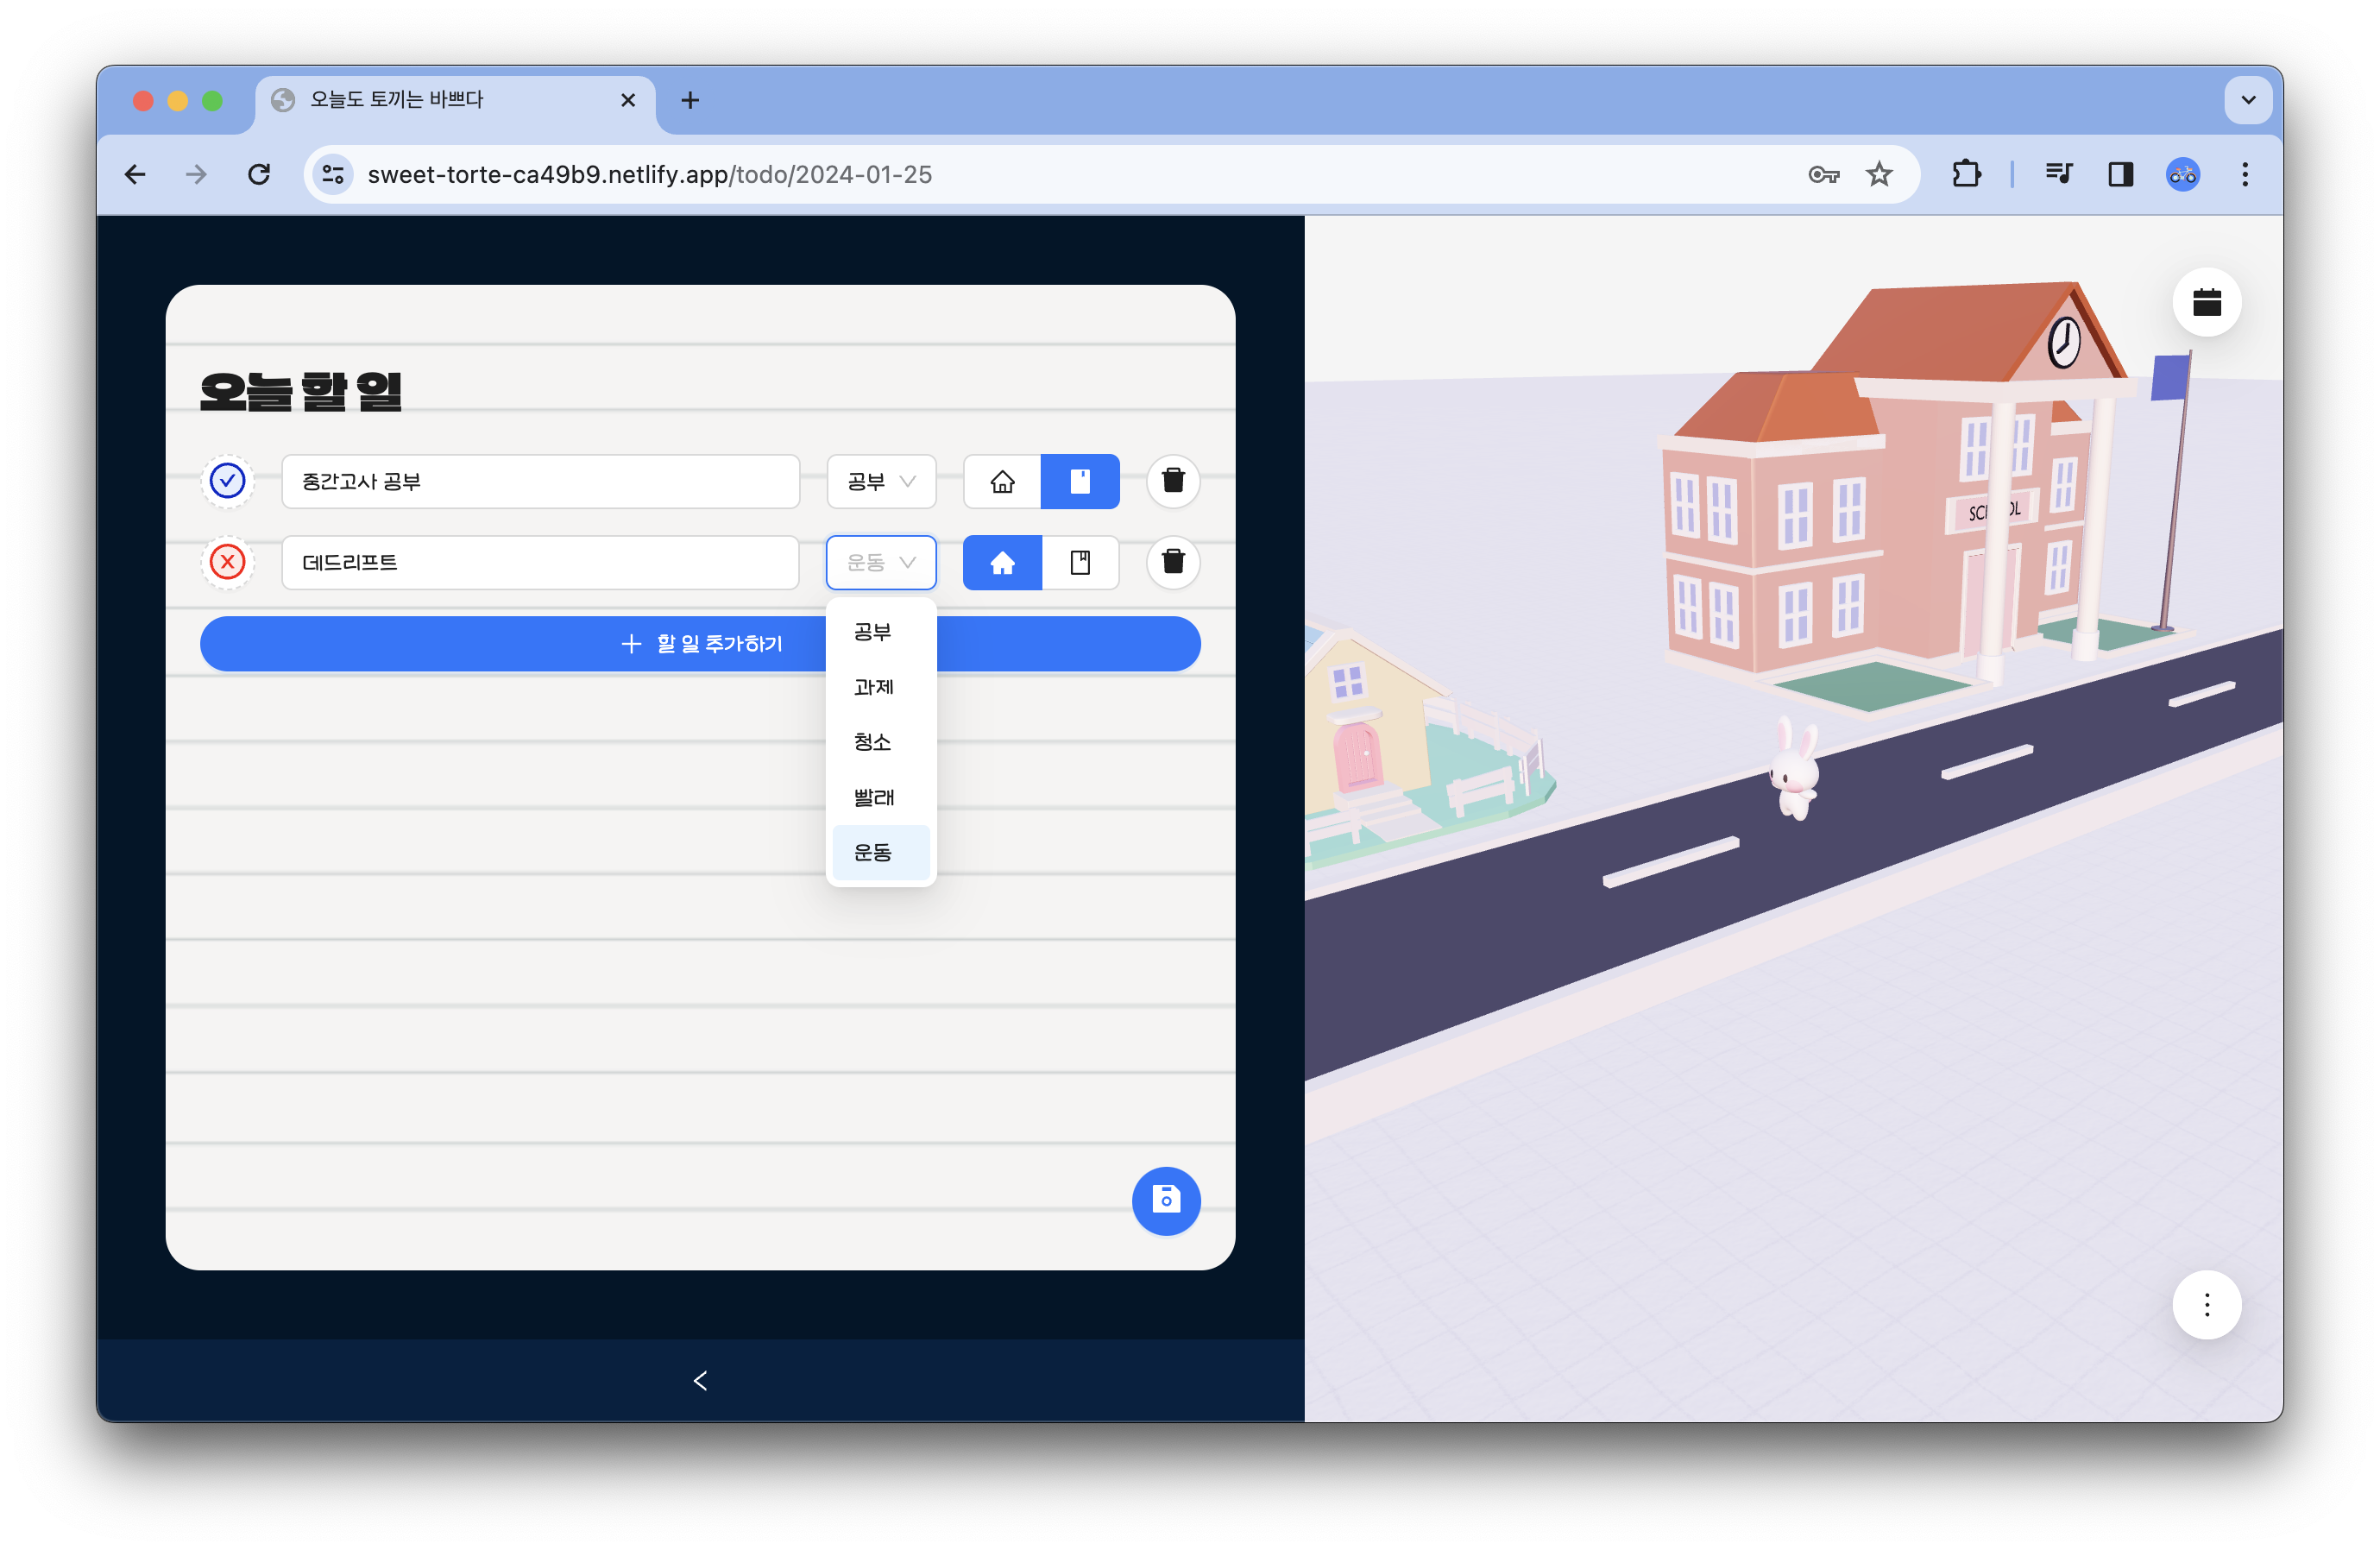 오늘도 토끼는 바쁘다
sweet-torte-ca49b9.netlify.app/todo/2024-01-25
오늘 할 일
중간고사 공부
공부
데드리프트
운동
할 일 추가하기
공부
과제
청소
빨래
운동